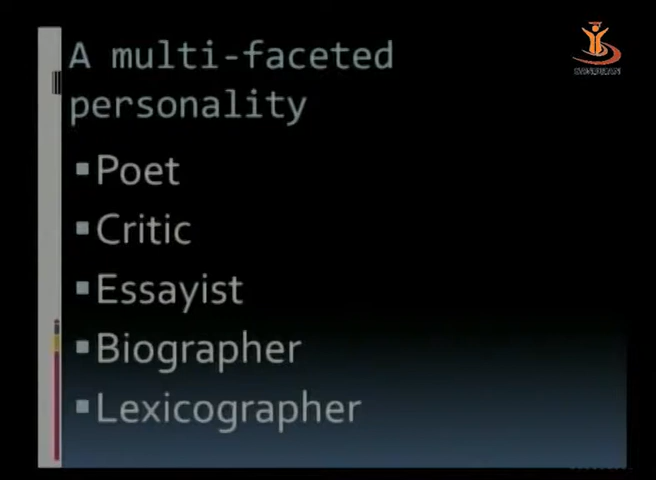 A multi-faceted
personality
Poet
Critic
Essayist
Biographer
Lexicographer